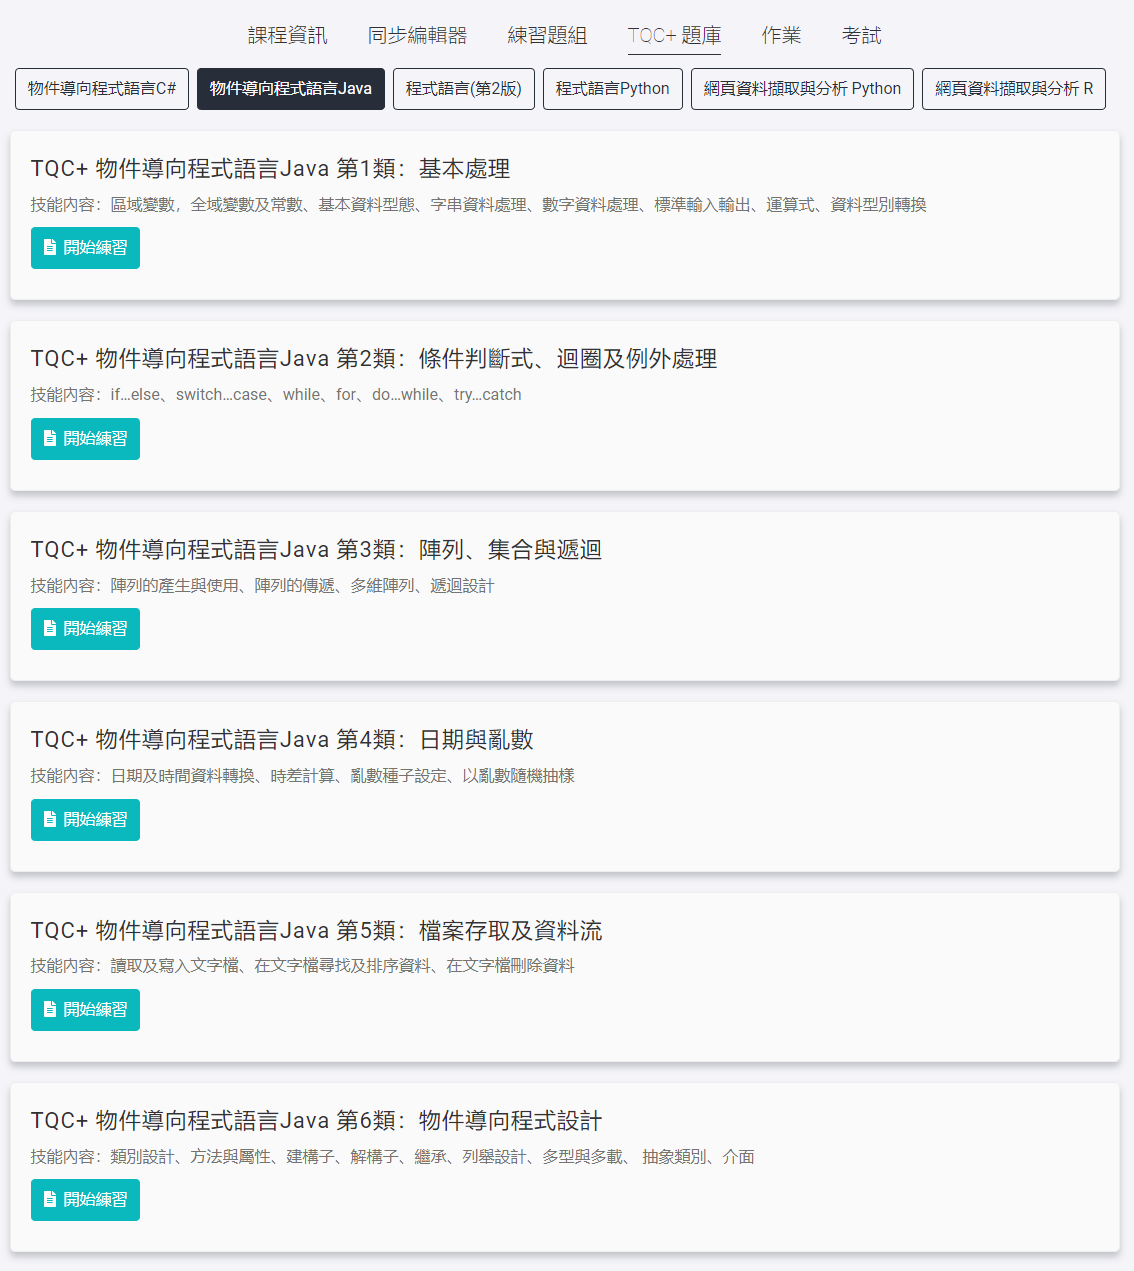 課程資訊 同步編輯器 練習題組 TQC+ 題庫 作業 考試
物件導向程式語言C# 物件導向程式語言Java 程式語言(第2版) 程式語言Python 網頁資料擷取與分析 Python 網頁資料擷取與分析 R
TQC+ 物件導向程式語言Java 第1類：基本處理
技能內容：區域變數，全域變數及常數、基本資料型態、字串資料處理、數字資料處理、標準輸入輸出、運算式、資料型別轉換
開始練習
TQC+ 物件導向程式語言Java 第2類：條件判斷式、迴圈及例外處理
技能內容：if…else、switch…case、while、for、do…while、try…catch
開始練習
TQC+ 物件導向程式語言Java 第3類：陣列、集合與遞迴
技能內容：陣列的產生與使用、陣列的傳遞、多維陣列、遞迴設計
開始練習
TQC+ 物件導向程式語言Java 第4類：日期與亂數
技能內容：日期及時間資料轉換、時差計算、亂數種子設定、以亂數隨機抽樣
開始練習
TQC+ 物件導向程式語言Java 第5類：檔案存取及資料流
技能內容：讀取及寫入文字檔、在文字檔尋找及排序資料、在文字檔刪除資料
開始練習
TQC+ 物件導向程式語言Java 第6類：物件導向程式設計
技能內容：類別設計、方法與屬性、建構子、解構子、繼承、列舉設計、多型與多載、 抽象類別、介面
開始練習